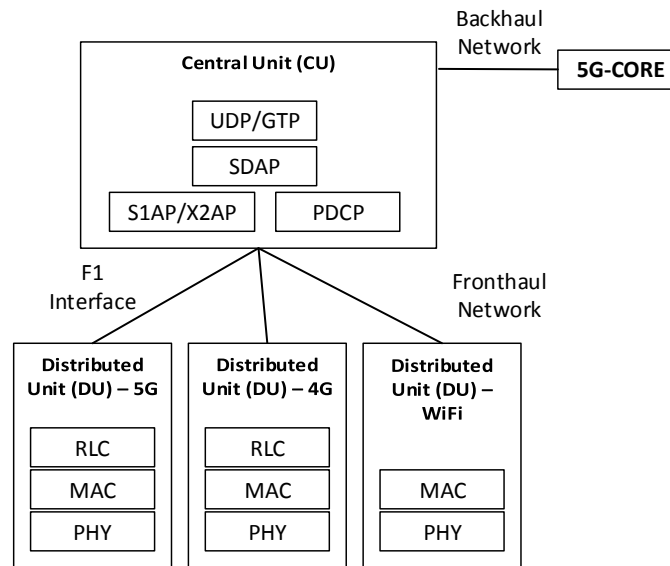 Backhaul
Network
Central Unit (CU)
5G-CORE
UDP/GTP
SDAP
S1AP/X2AP
PDCP
F1
Interface
Fronthaul
Network
Distributed
Unit (DU) – 5G
RLC
MAC
PHY
Distributed
Unit (DU) – 4G
RLC
MAC
PHY
Distributed
Unit (DU) –
WiFi
MAC
PHY